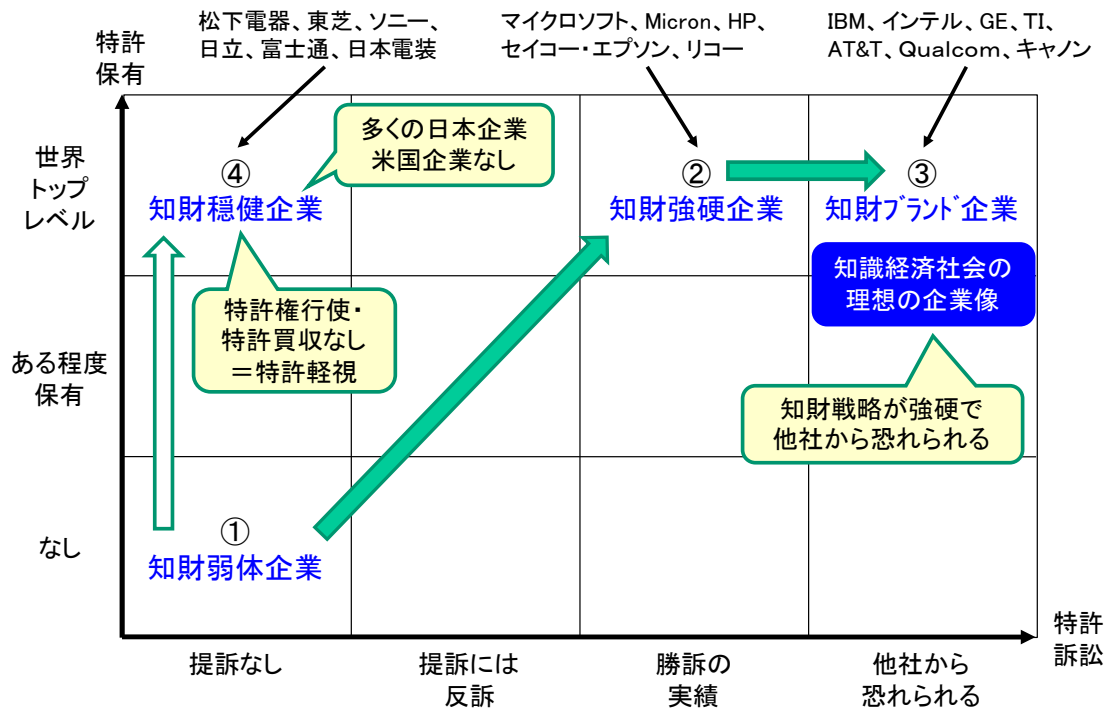 特許
保有
松下電器、東芝、ソニー、
日立、富士通、日本電装
マイクロソフト、Micron、HP、
セイコー・エプソン、リコー
IBM、インテル、GE、TI、
AT&T、Qualcom、キャノン
世界
トップ
レベル
④
知財穏健企業
多くの日本企業
米国企業なし
②
知財強硬企業
③
知財ブランド企業
知識経済社会の
理想の企業像
特許権行使・
特許買収なし
＝特許軽視
ある程度
保有
知財戦略が強硬で
他社から恐れられる
なし
①
知財弱体企業
特許
訴訟
提訴なし
提訴には
反訴
勝訴の
実績
他社から
恐れられる